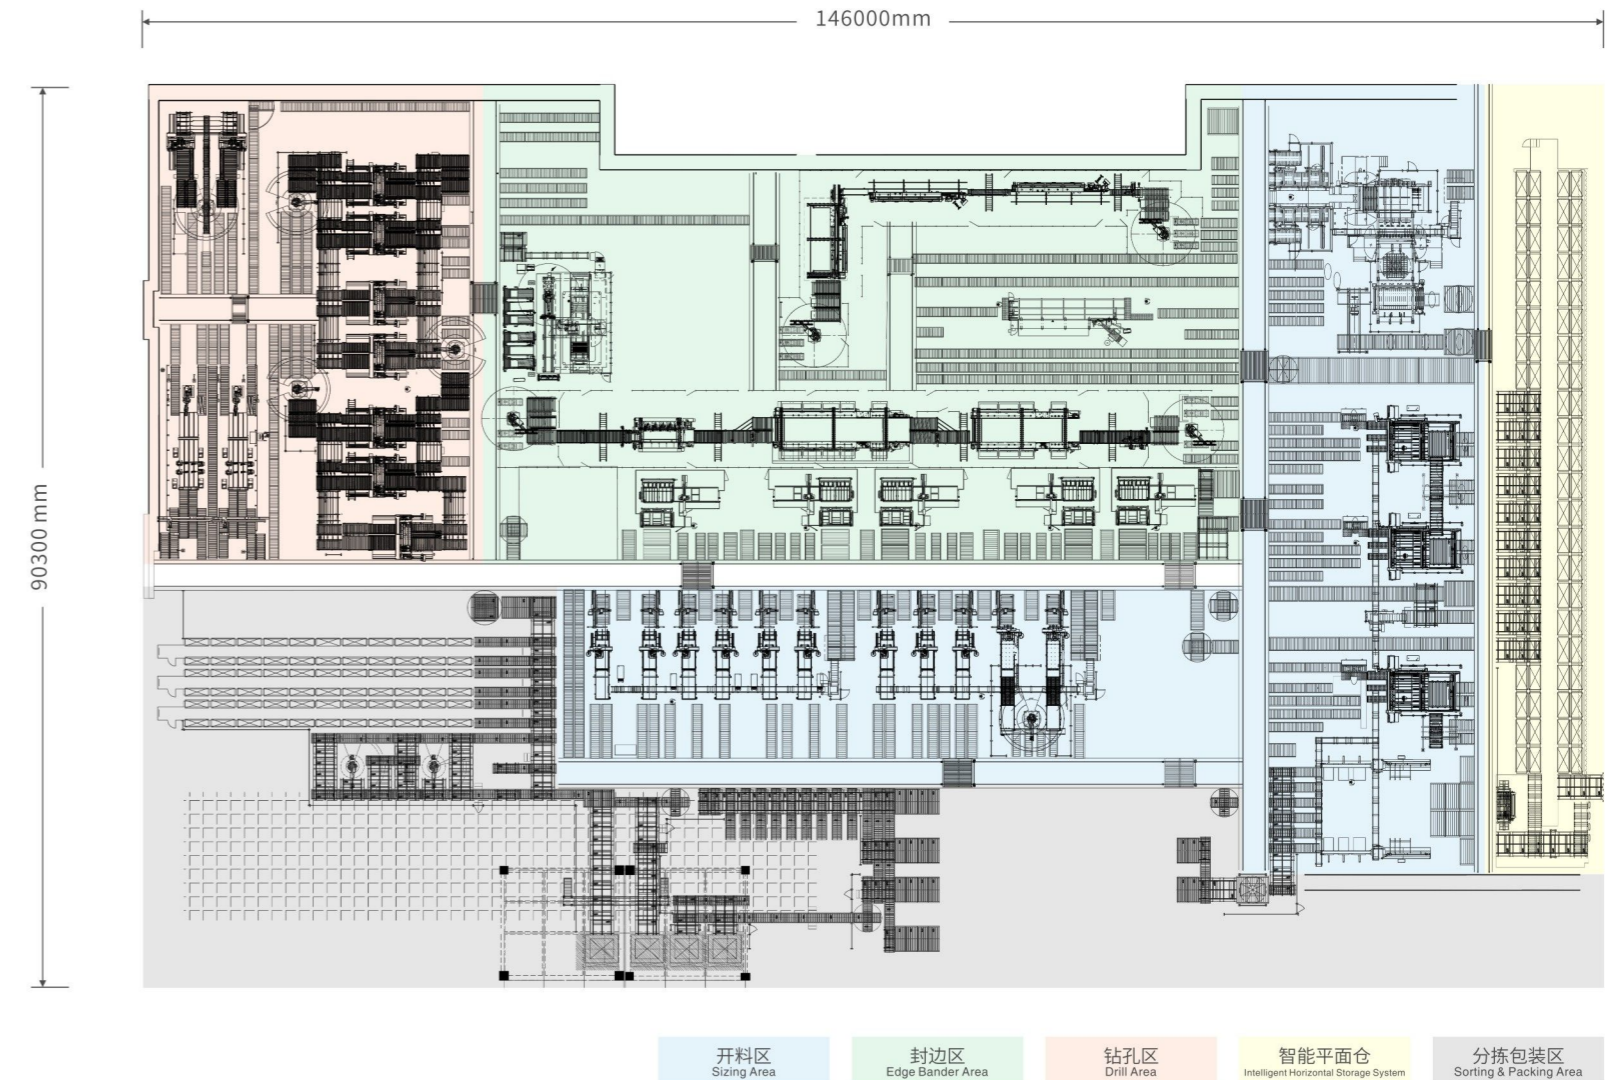 146000mm
90300 mm
开料区
Sizing Area
封边区
Edge Bander Area
钻孔区
Drill Area
智能平面仓
Intelligent Horizontal Storage System
分拣包装区
Sorting & Packing Area